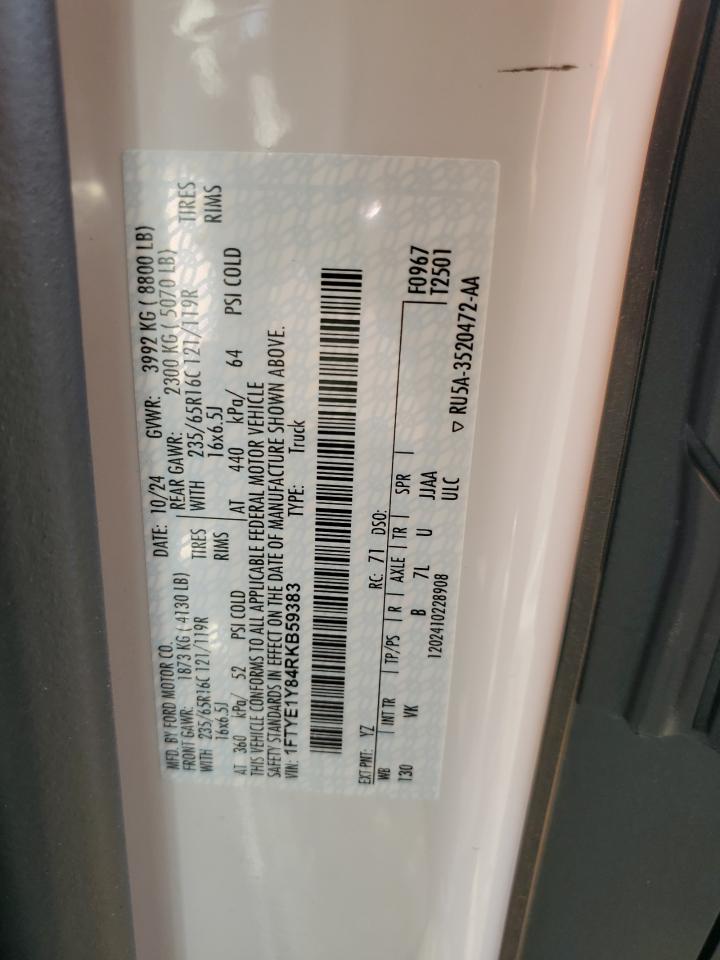 MFD. BY FORD MOTOR CO. DATE: 10/24 GVWR: 3992 KG ( 8800 LB)
FRONT GAWR: 1873 KG ( 4130 LB) REAR GAWR: 2300 KG ( 5070 LB)
WITH 235/65R16C 121/119R TIRES WITH 235/65R16C 121/119R TIRES
16x6.5J RIMS 16x6.5J RIMS
AT 360 kPa/ 52 PSI COLD AT 440 kPa/ 64 PSI COLD
THIS VEHICLE CONFORMS TO ALL APPLICABLE FEDERAL MOTOR VEHICLE
SAFETY STANDARDS IN EFFECT ON THE DATE OF MANUFACTURE SHOWN ABOVE.
VIN: 1FTYE1Y84RKB59383 TYPE: Truck
EXT PNT: YZ RC: 71 DSO: F0967
WB INT TR TP/PS R AXLE TR SPR T2501
130 VK B 7L U JJAA
1202410228908 ULC ▽ RU5A-3520472-AA